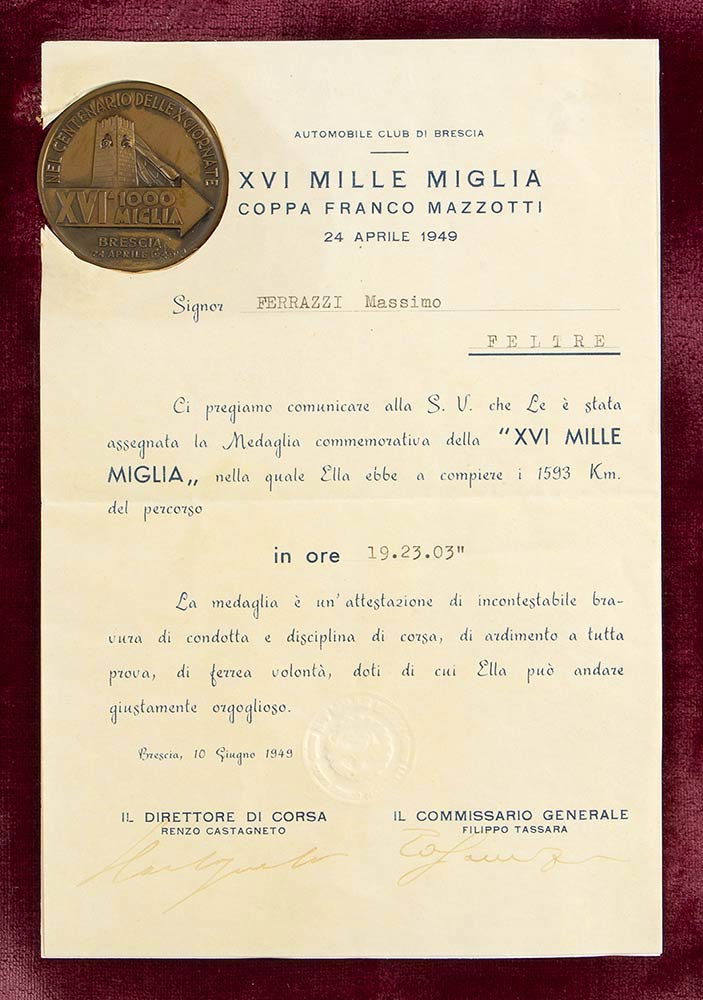 NEL CENTENARIO DELLE X GIORNATE
XVIᵃ 1000
MIGLIA
BRESCIA
24 APRILE
AUTOMOBILE CLUB DI BRESCIA
XVI MILLE MIGLIA
COPPA FRANCO MAZZOTTI
24 APRILE 1949
Signor FERRAZZI Massimo
FELTRE
Ci pregiamo comunicare alla S. V. che Le è stata
assegnata la Medaglia commemorativa della "XVI MILLE
MIGLIA„ nella quale Ella ebbe a compiere i 1593 Km.
del percorso
in ore 19.23.03"
La medaglia è un'attestazione di incontestabile bra-
vura di condotta e disciplina di corsa, di ardimento a tutta
prova, di ferrea volontà, doti di cui Ella può andare
giustamente orgoglioso.
Brescia, 10 Giugno 1949
IL DIRETTORE DI CORSA
RENZO CASTAGNETO
IL COMMISSARIO GENERALE
FILIPPO TASSARA